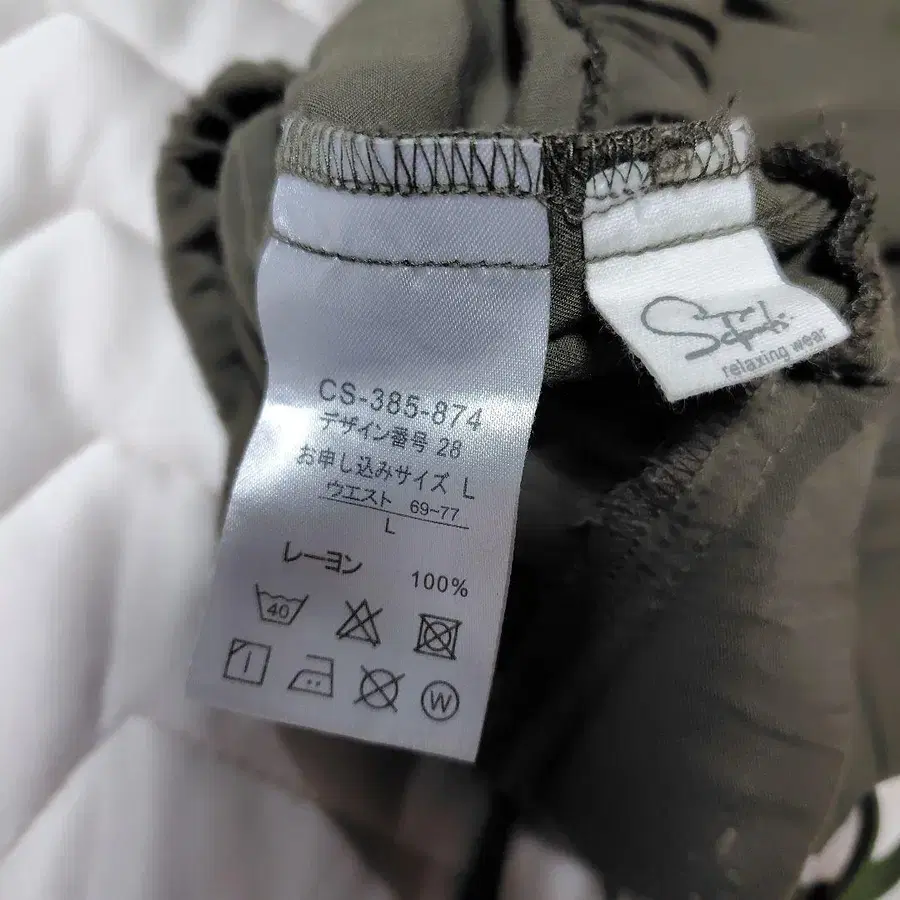 CS-385-874
デザイン番号 28
お申し込みサイズ L
ウエスト 69-77
L
レーヨン 100%
40
W
relaxing wear